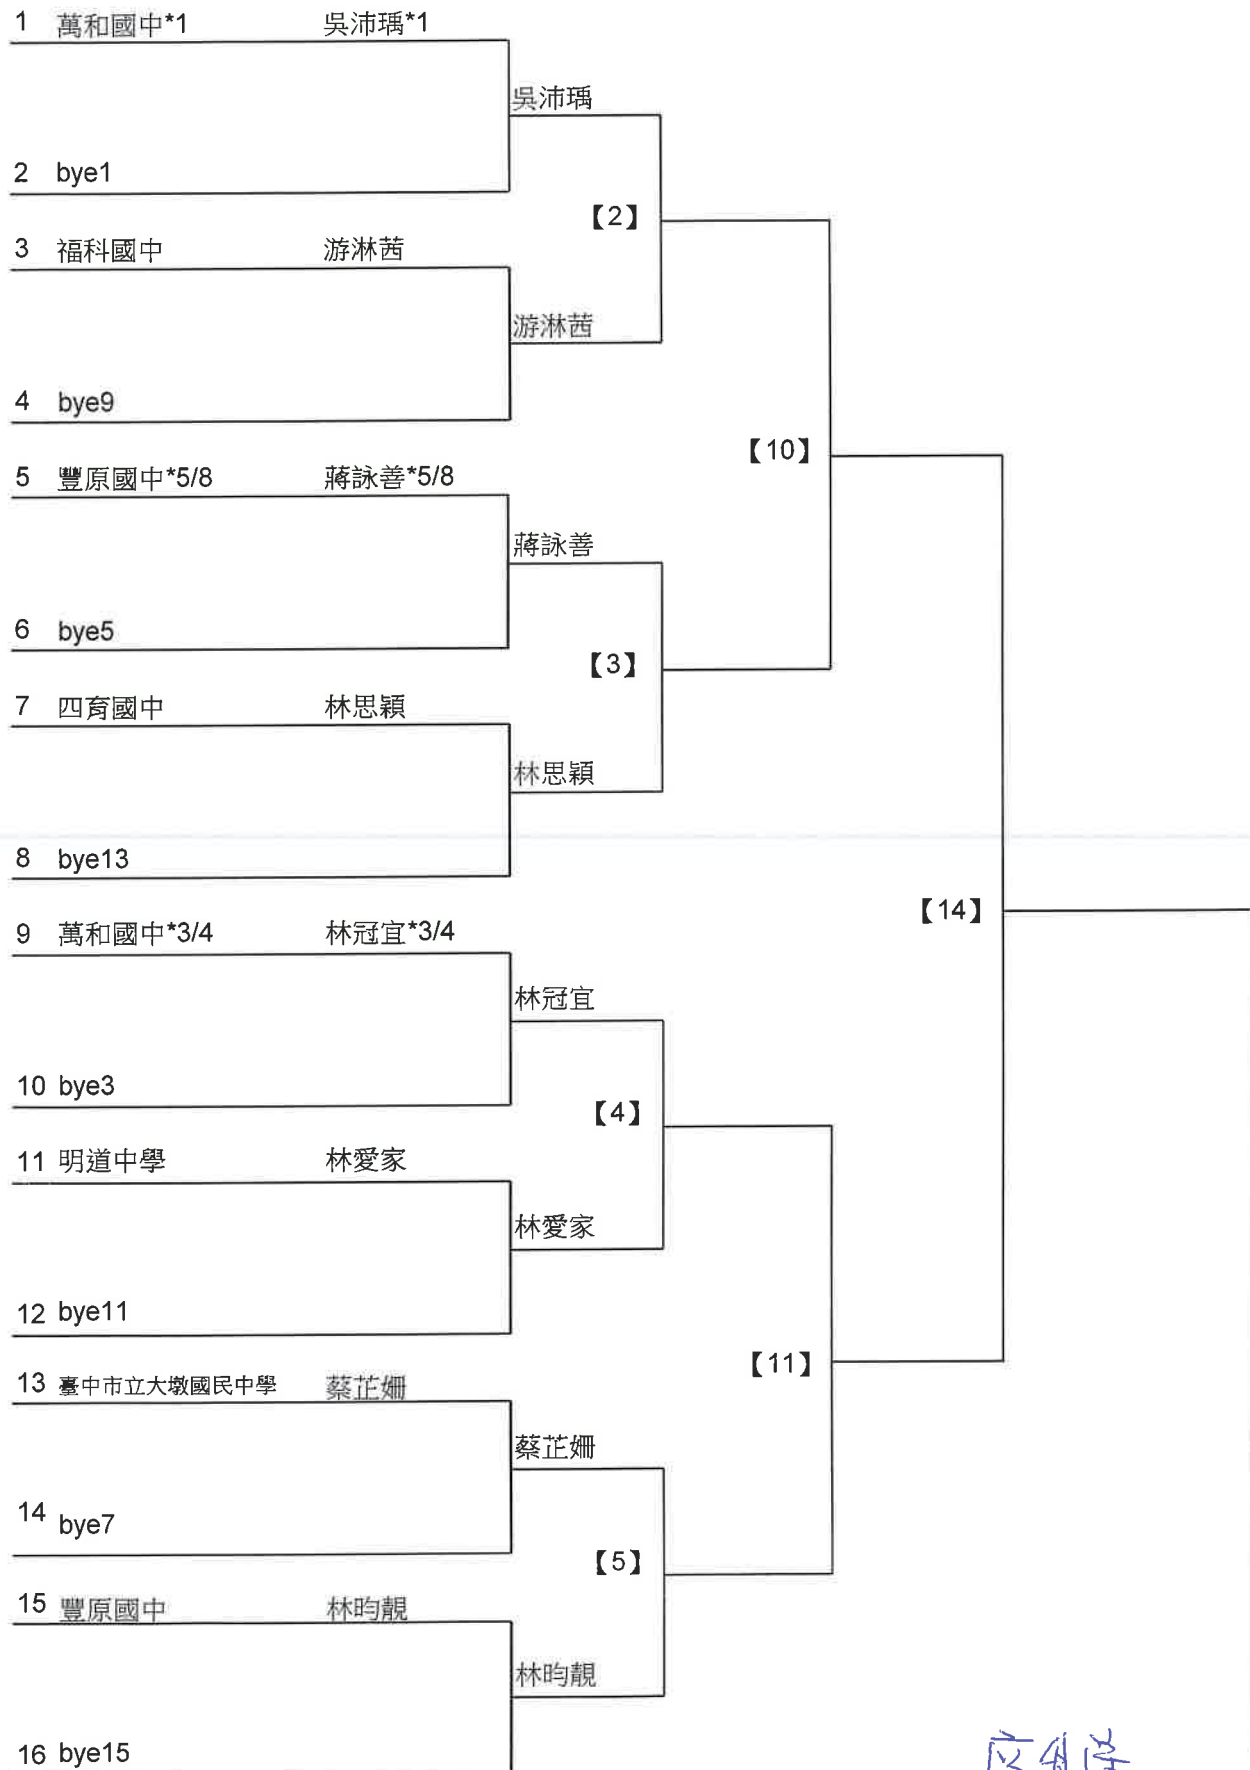 1 萬和國中*1 吳沛瑀*1
吳沛瑀
2 bye1
【2】
3 福科國中 游淋茜
游淋茜
4 bye9
【10】
5 豐原國中*5/8 蔣詠善*5/8
蔣詠善
6 bye5
【3】
7 四育國中 林思穎
林思穎
8 bye13
【14】
9 萬和國中*3/4 林冠宜*3/4
林冠宜
10 bye3
【4】
11 明道中學 林愛家
林愛家
12 bye11
【11】
13 臺中市立大墩國民中學 蔡芷姍
蔡芷姍
14 bye7
【5】
15 豐原國中 林昀靚
林昀靚
16 bye15